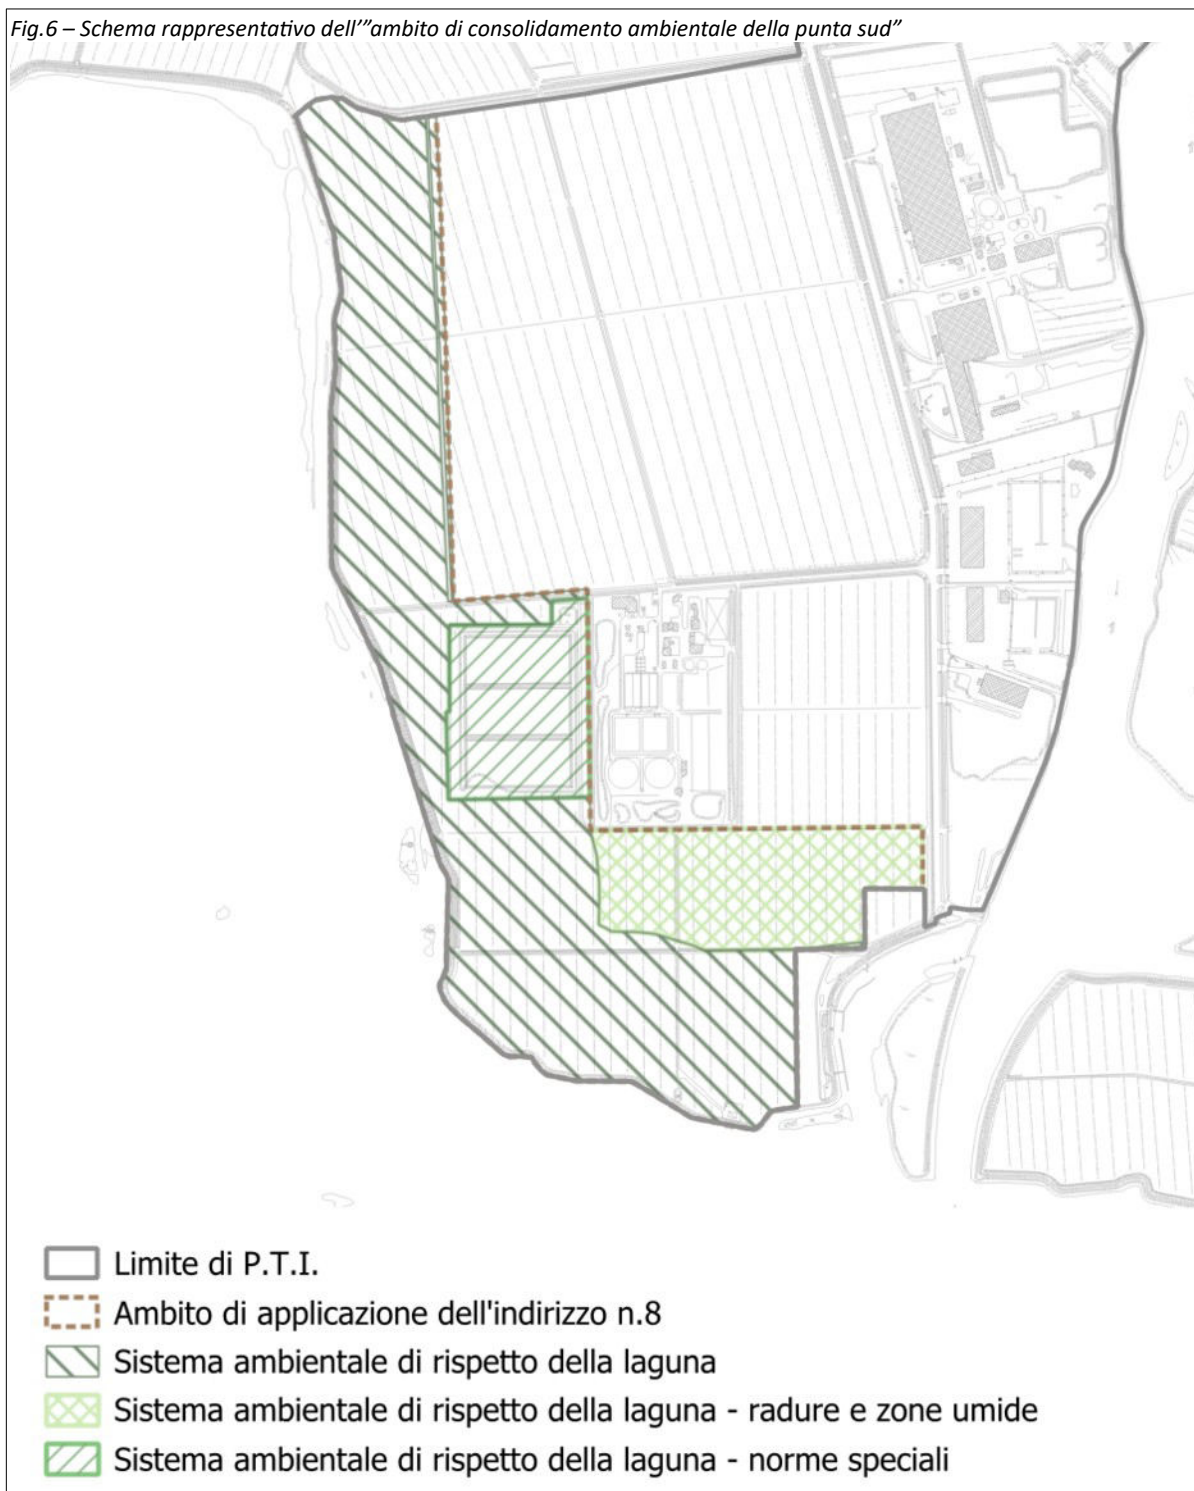 Fig.6 – Schema rappresentativo dell’”ambito di consolidamento ambientale della punta sud”
Limite di P.T.I.
Ambito di applicazione dell'indirizzo n.8
Sistema ambientale di rispetto della laguna
Sistema ambientale di rispetto della laguna - radure e zone umide
Sistema ambientale di rispetto della laguna - norme speciali